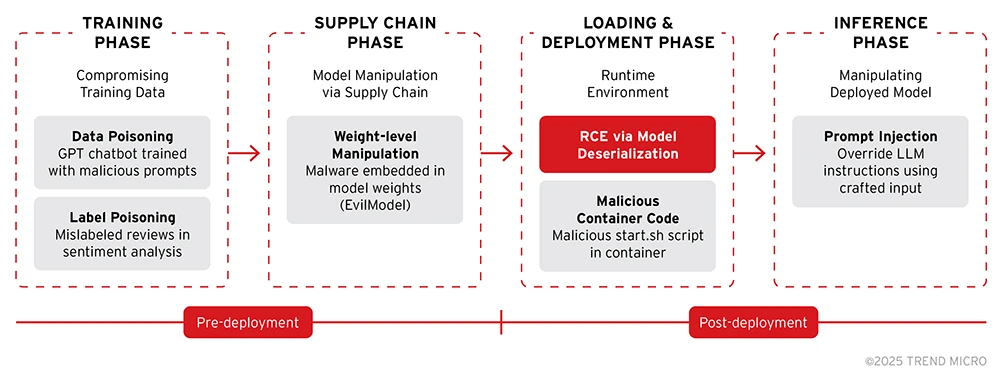 TRAINING
PHASE
Compromising
Training Data
Data Poisoning
GPT chatbot trained
with malicious prompts
Label Poisoning
Mislabeled reviews in
sentiment analysis
SUPPLY CHAIN
PHASE
Model Manipulation
via Supply Chain
Weight-level
Manipulation
Malware embedded in
model weights
(EvilModel)
LOADING &
DEPLOYMENT PHASE
Runtime
Environment
RCE via Model
Deserialization
Malicious
Container Code
Malicious start.sh script
in container
INFERENCE
PHASE
Manipulating
Deployed Model
Prompt Injection
Override LLM
instructions using
crafted input
Pre-deployment
Post-deployment
©2025 TREND MICRO